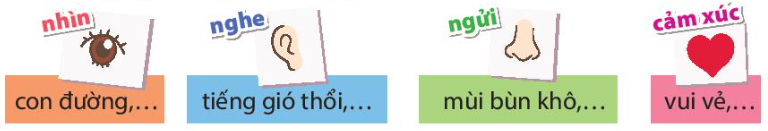 nhìn
con đường,...
nghe
tiếng gió thổi,...
ngửi
mùi bùn khô,...
cảm xúc
vui vẻ,...